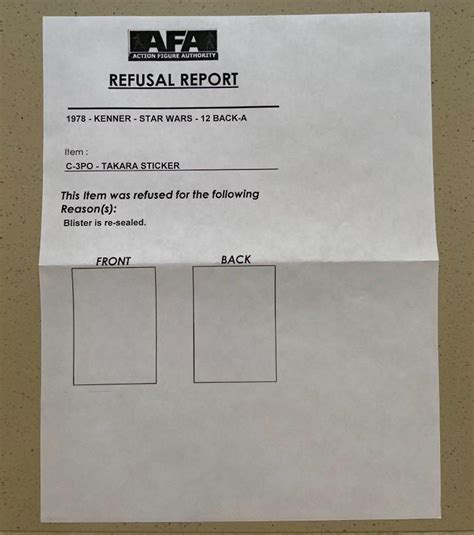 AFA
ACTION FIGURE AUTHORITY
REFUSAL REPORT
1978 - KENNER - STAR WARS - 12 BACK-A
Item :
C-3PO - TAKARA STICKER
This Item was refused for the following
Reason(s):
Blister is re-sealed.
FRONT BACK